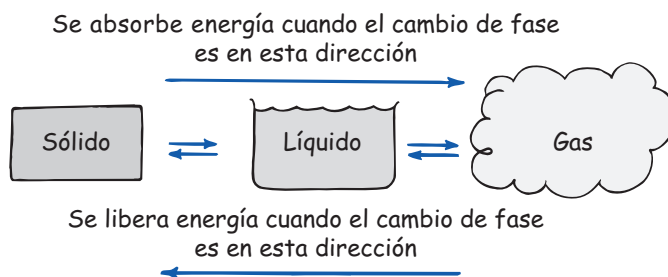 Se absorbe energía cuando el cambio de fase
es en esta dirección
Sólido
Líquido
Gas
Se libera energía cuando el cambio de fase
es en esta dirección